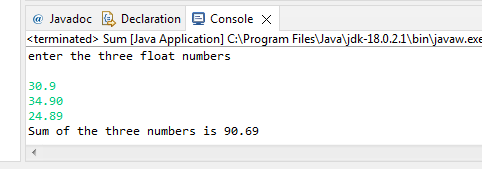 @ Javadoc Declaration Console
<terminated> Sum [Java Application] C:\Program Files\Java\jdk-18.0.2.1\bin\javaw.exe
enter the three float numbers
30.9
34.90
24.89
Sum of the three numbers is 90.69